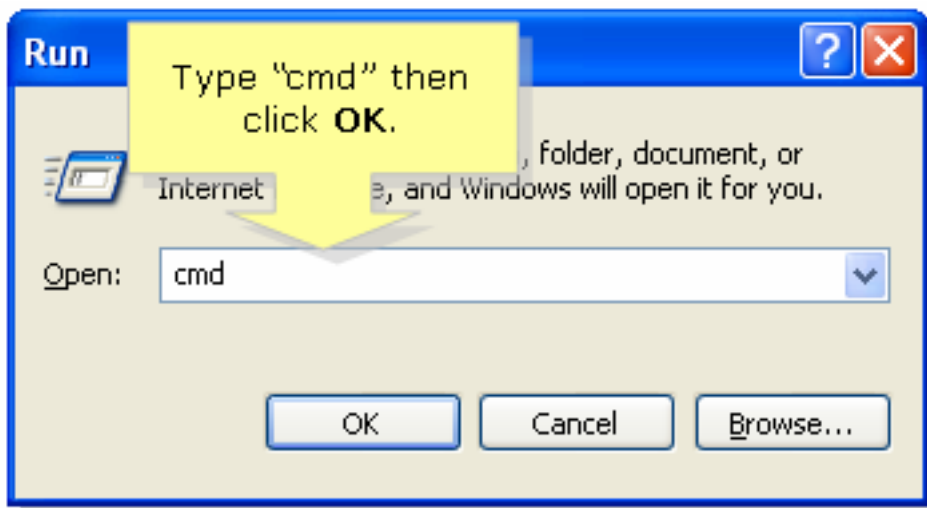 Run
Type "cmd" then
click OK.
, folder, document, or
Internet , and Windows will open it for you.
Open:
cmd
OK
Cancel
Browse...